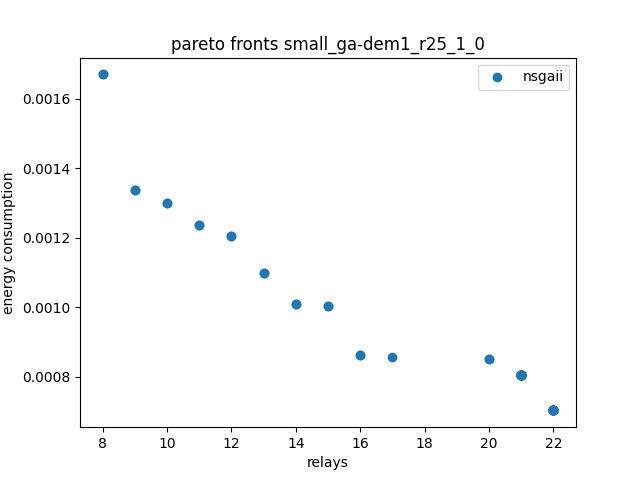 pareto fronts small_ga-dem1_r25_1_0
nsgaii
0.0016
0.0014
0.0012
0.0010
0.0008
energy consumption
8 10 12 14 16 18 20 22
relays